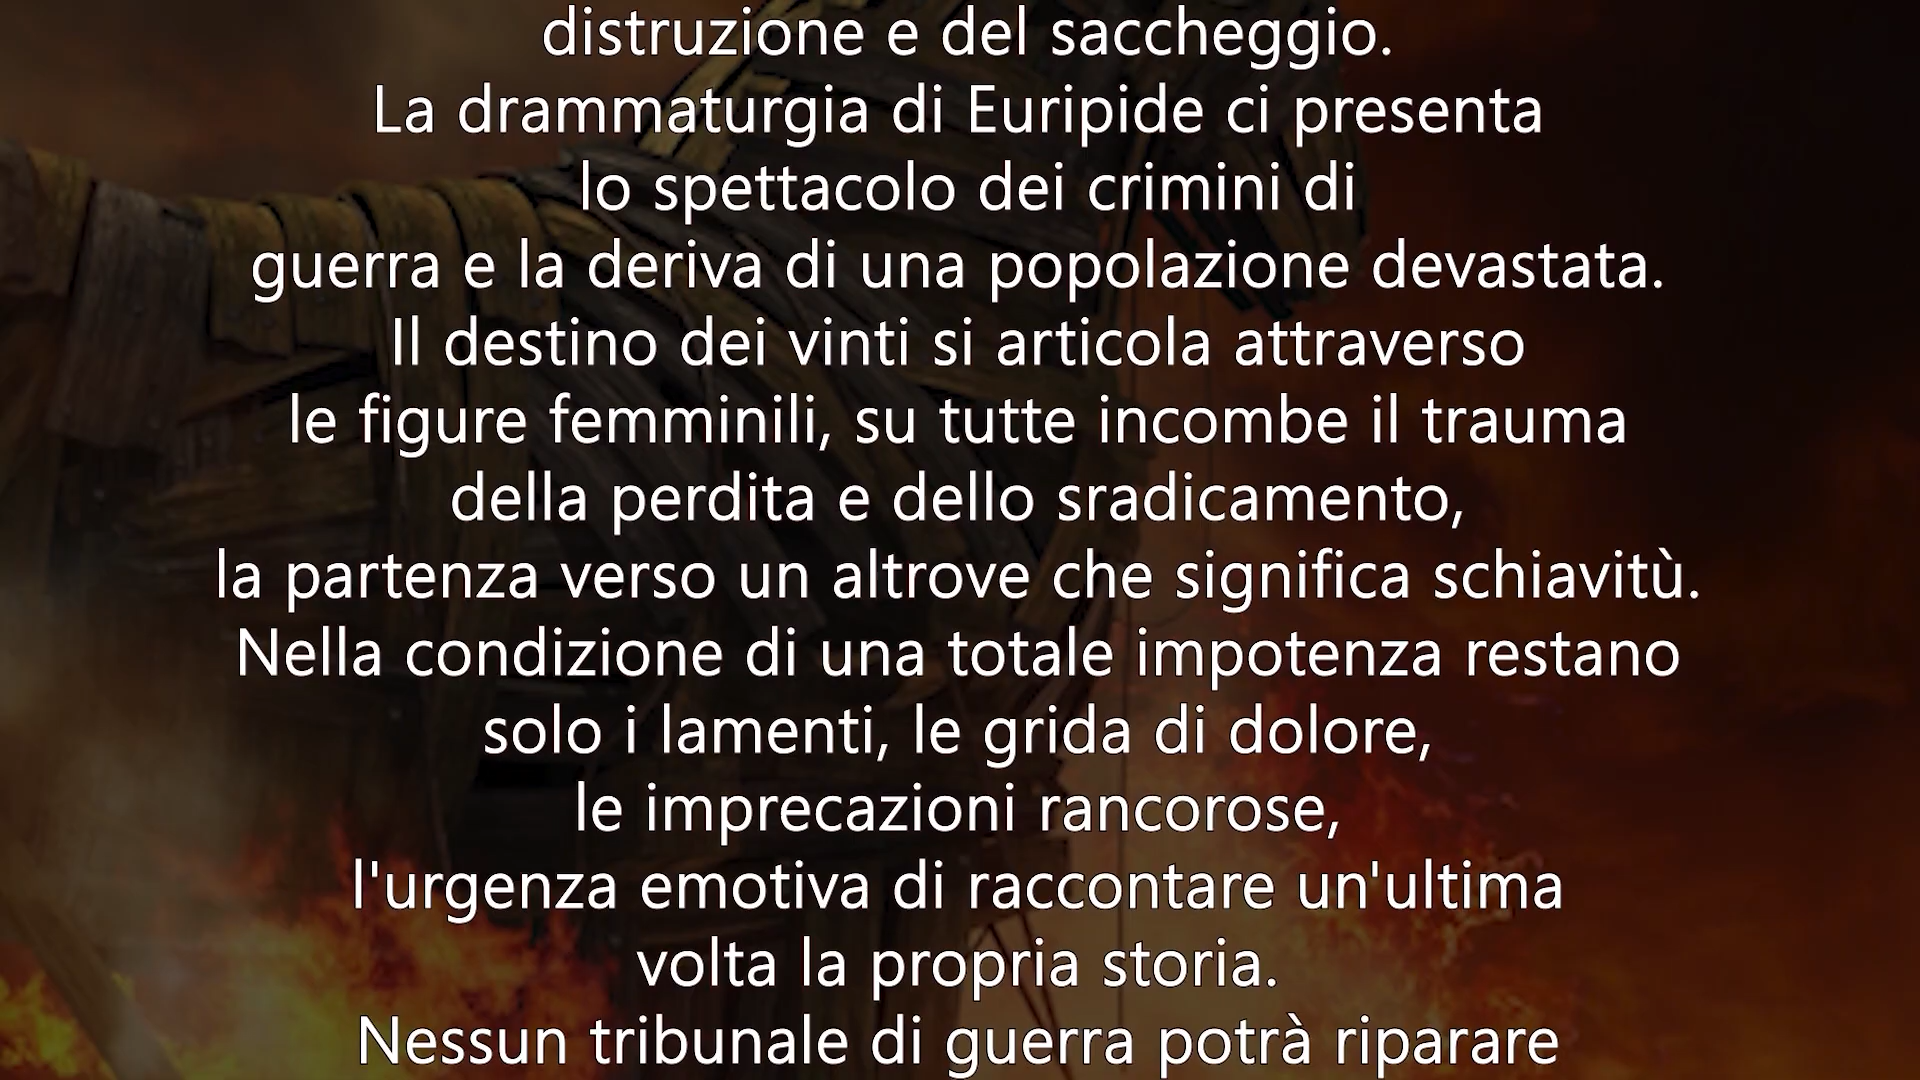 distruzione e del saccheggio.
La drammaturgia di Euripide ci presenta
lo spettacolo dei crimini di
guerra e la deriva di una popolazione devastata.
Il destino dei vinti si articola attraverso
le figure femminili, su tutte incombe il trauma
della perdita e dello sradicamento,
la partenza verso un altrove che significa schiavitù.
Nella condizione di una totale impotenza restano
solo i lamenti, le grida di dolore,
le imprecazioni rancorose,
l'urgenza emotiva di raccontare un'ultima
volta la propria storia.
Nessun tribunale di guerra potrà riparare